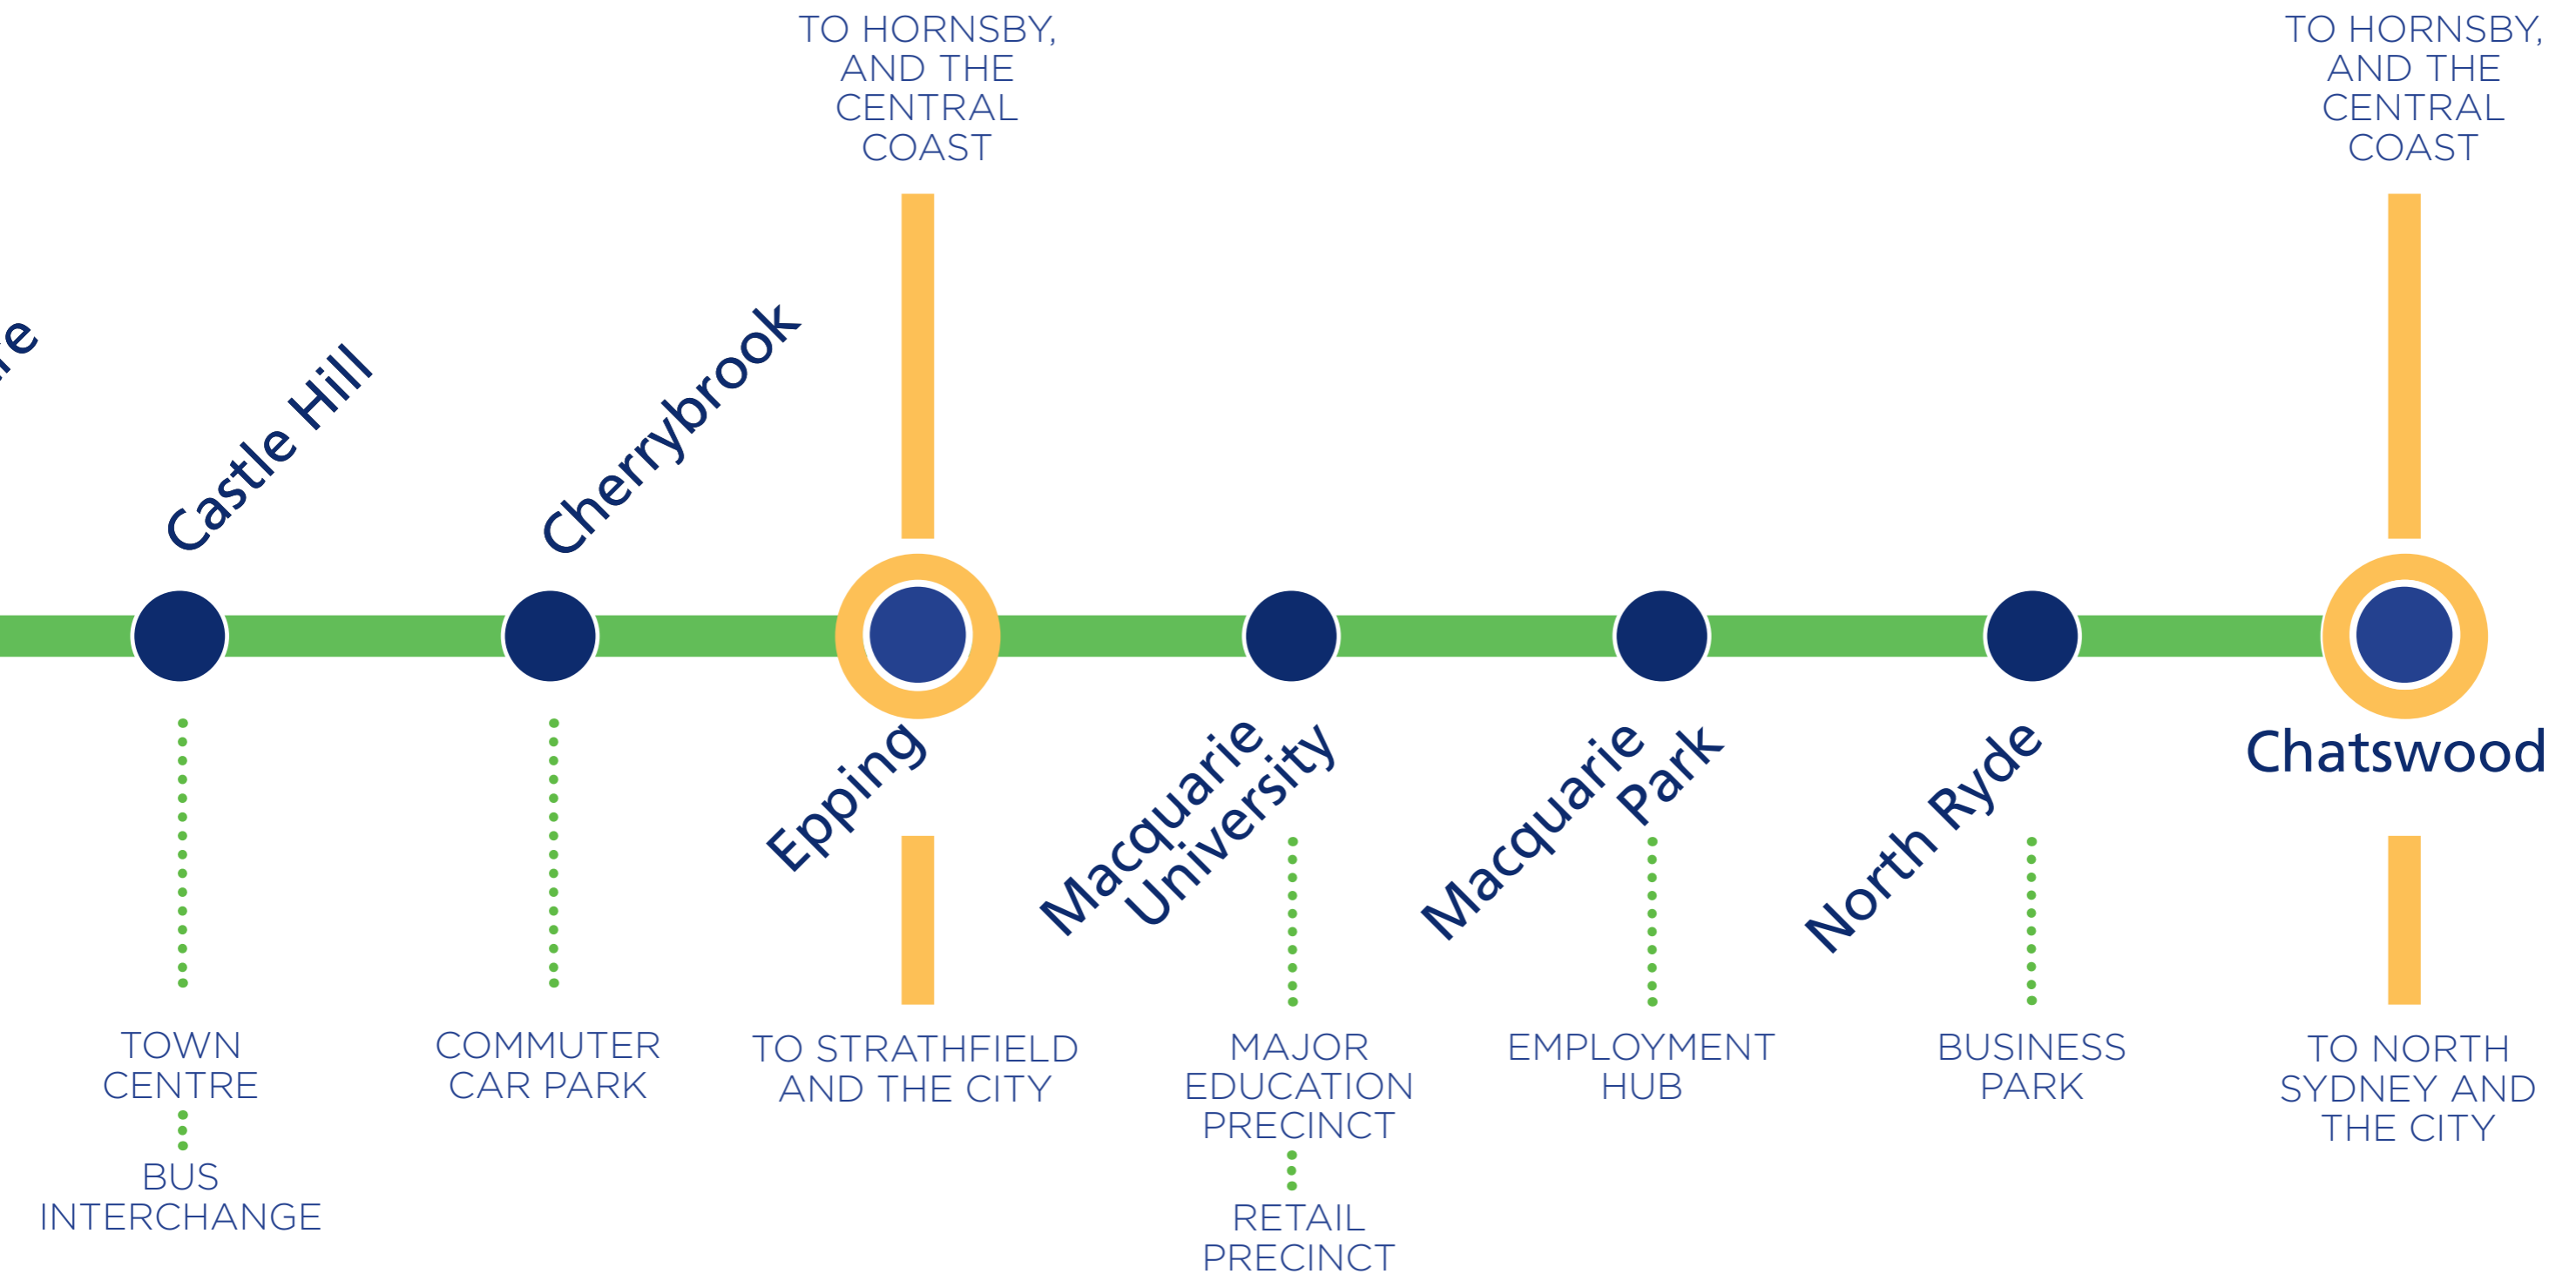 TO HORNSBY,
AND THE
CENTRAL
COAST
TO HORNSBY,
AND THE
CENTRAL
COAST
Castle Hill
Cherrybrook
Epping
Macquarie
University
Macquarie
Park
North Ryde
Chatswood
TOWN
CENTRE
BUS
INTERCHANGE
COMMUTER
CAR PARK
TO STRATHFIELD
AND THE CITY
MAJOR
EDUCATION
PRECINCT
RETAIL
PRECINCT
EMPLOYMENT
HUB
BUSINESS
PARK
TO NORTH
SYDNEY AND
THE CITY